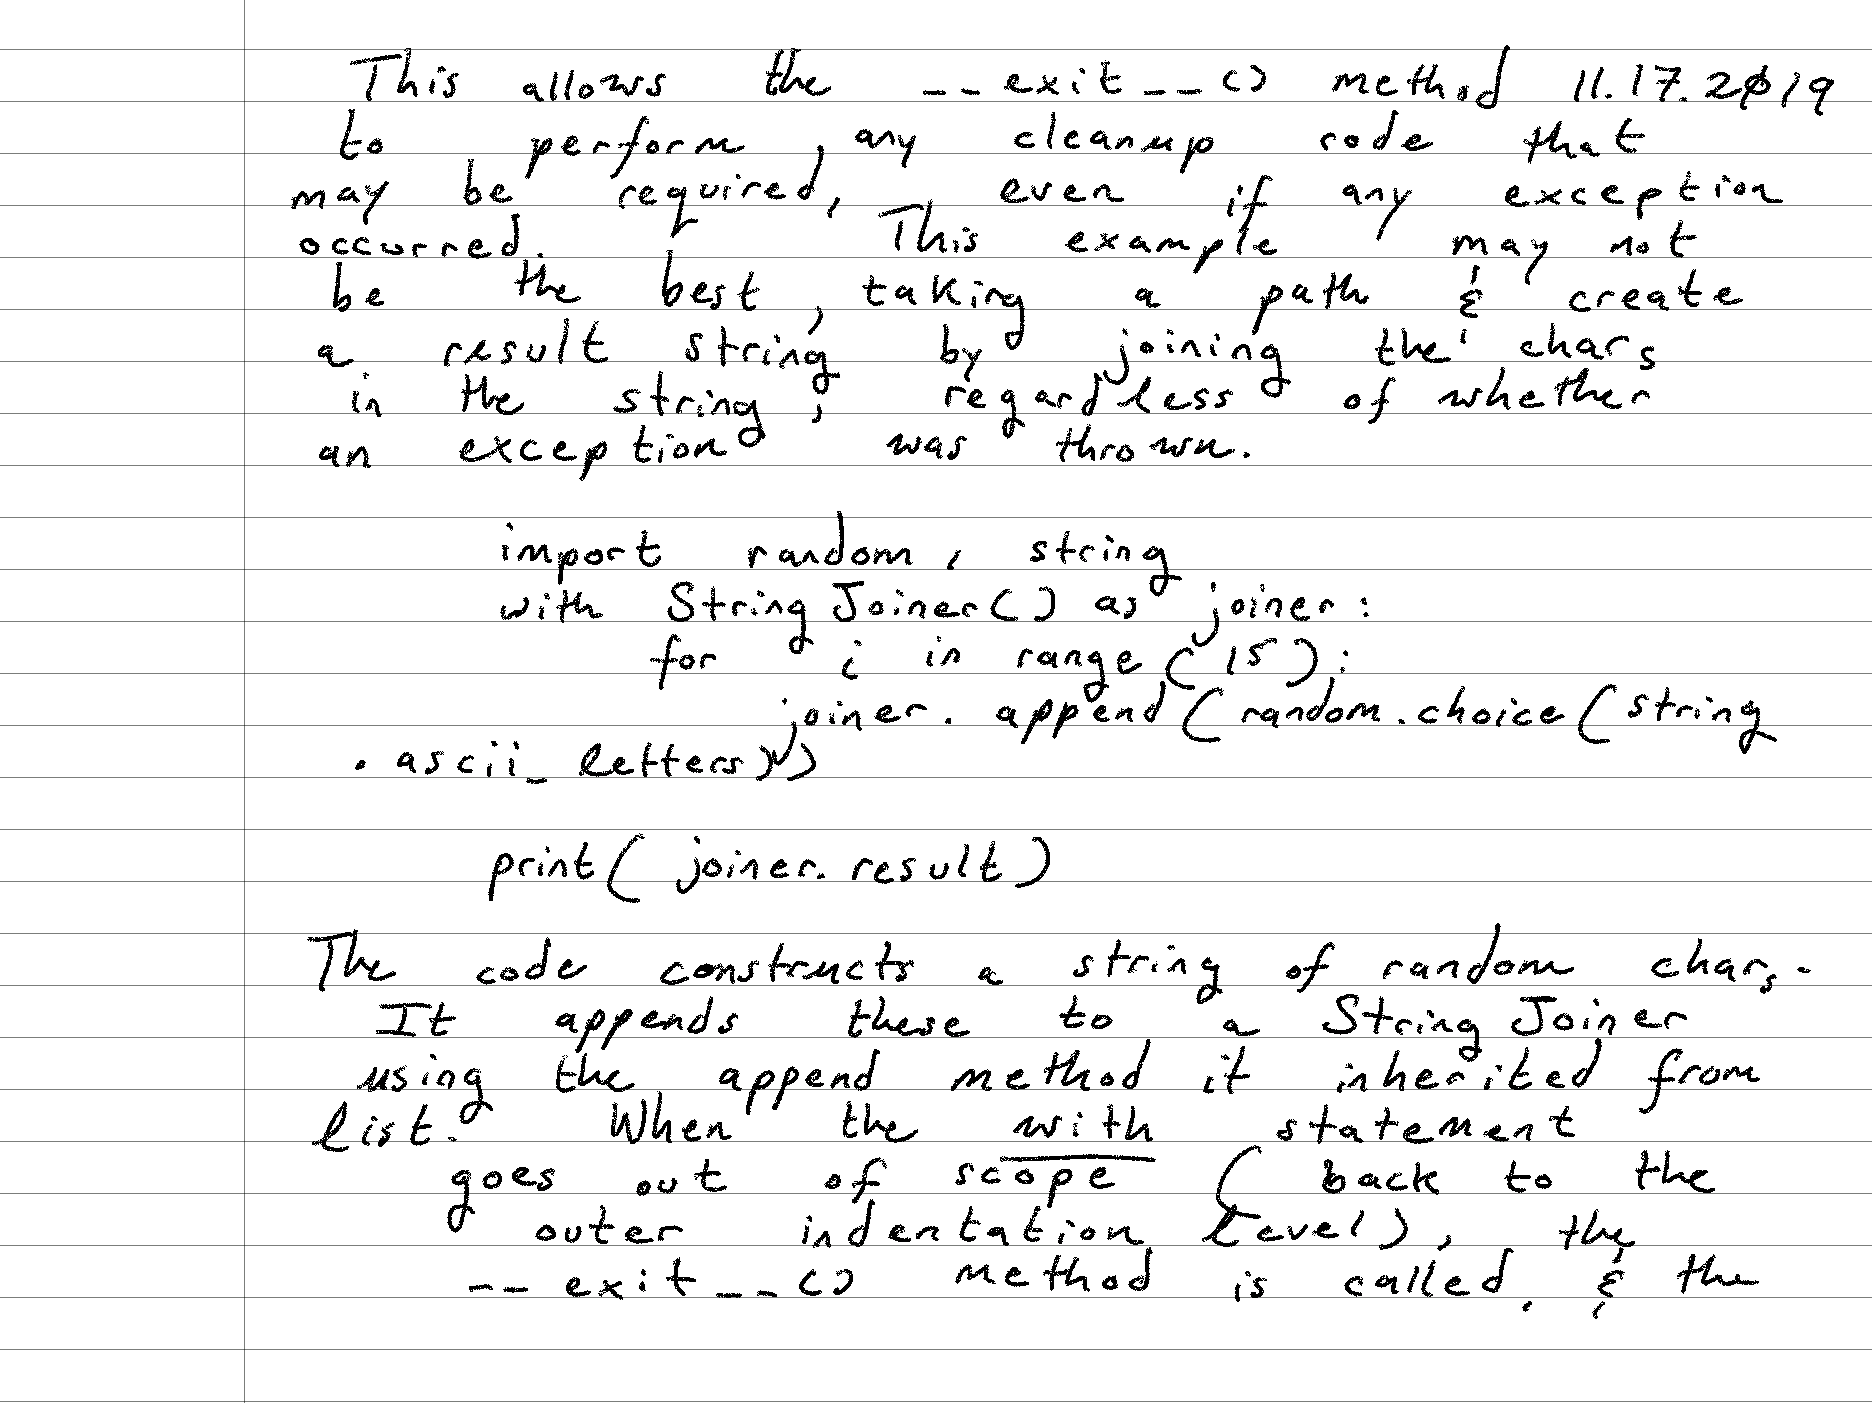 This allows the __exit__() method 11.17.2019
to perform, any cleanup code that
may be required, even if any exception
occurred. This example may not
be the best, taking a path & create
a result string by joining the chars
in the string, regardless of whether
an exception was thrown.
import random, string
with StringJoiner() as joiner:
for i in range(15):
joiner.append(random.choice(string
.ascii_letters))
print(joiner.result)
The code constructs a string of random chars.
It appends these to a StringJoiner
using the append method it inherited from
list. When the with statement
goes out of scope (back to the
outer indentation level), the
__exit__() method is called, & the